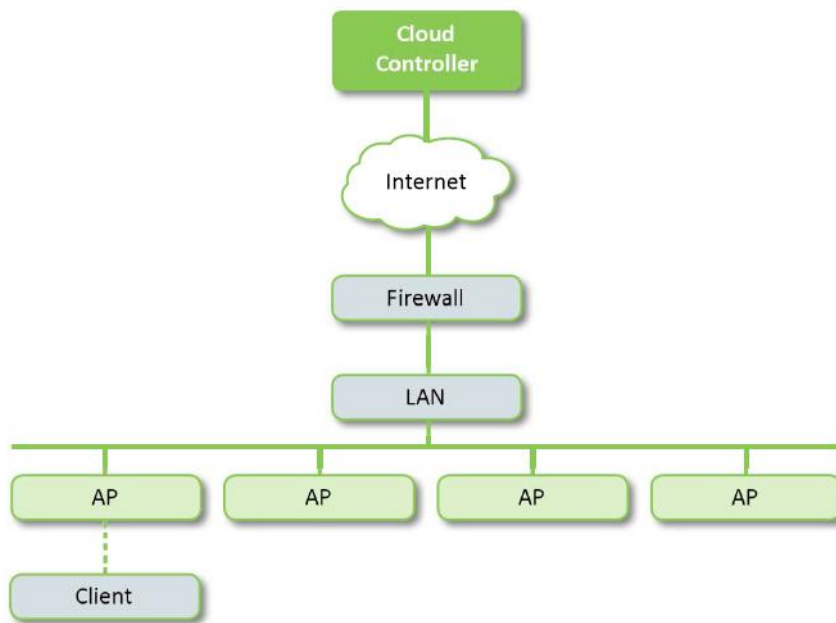 Cloud
Controller
Internet
Firewall
LAN
AP
AP
AP
AP
Client